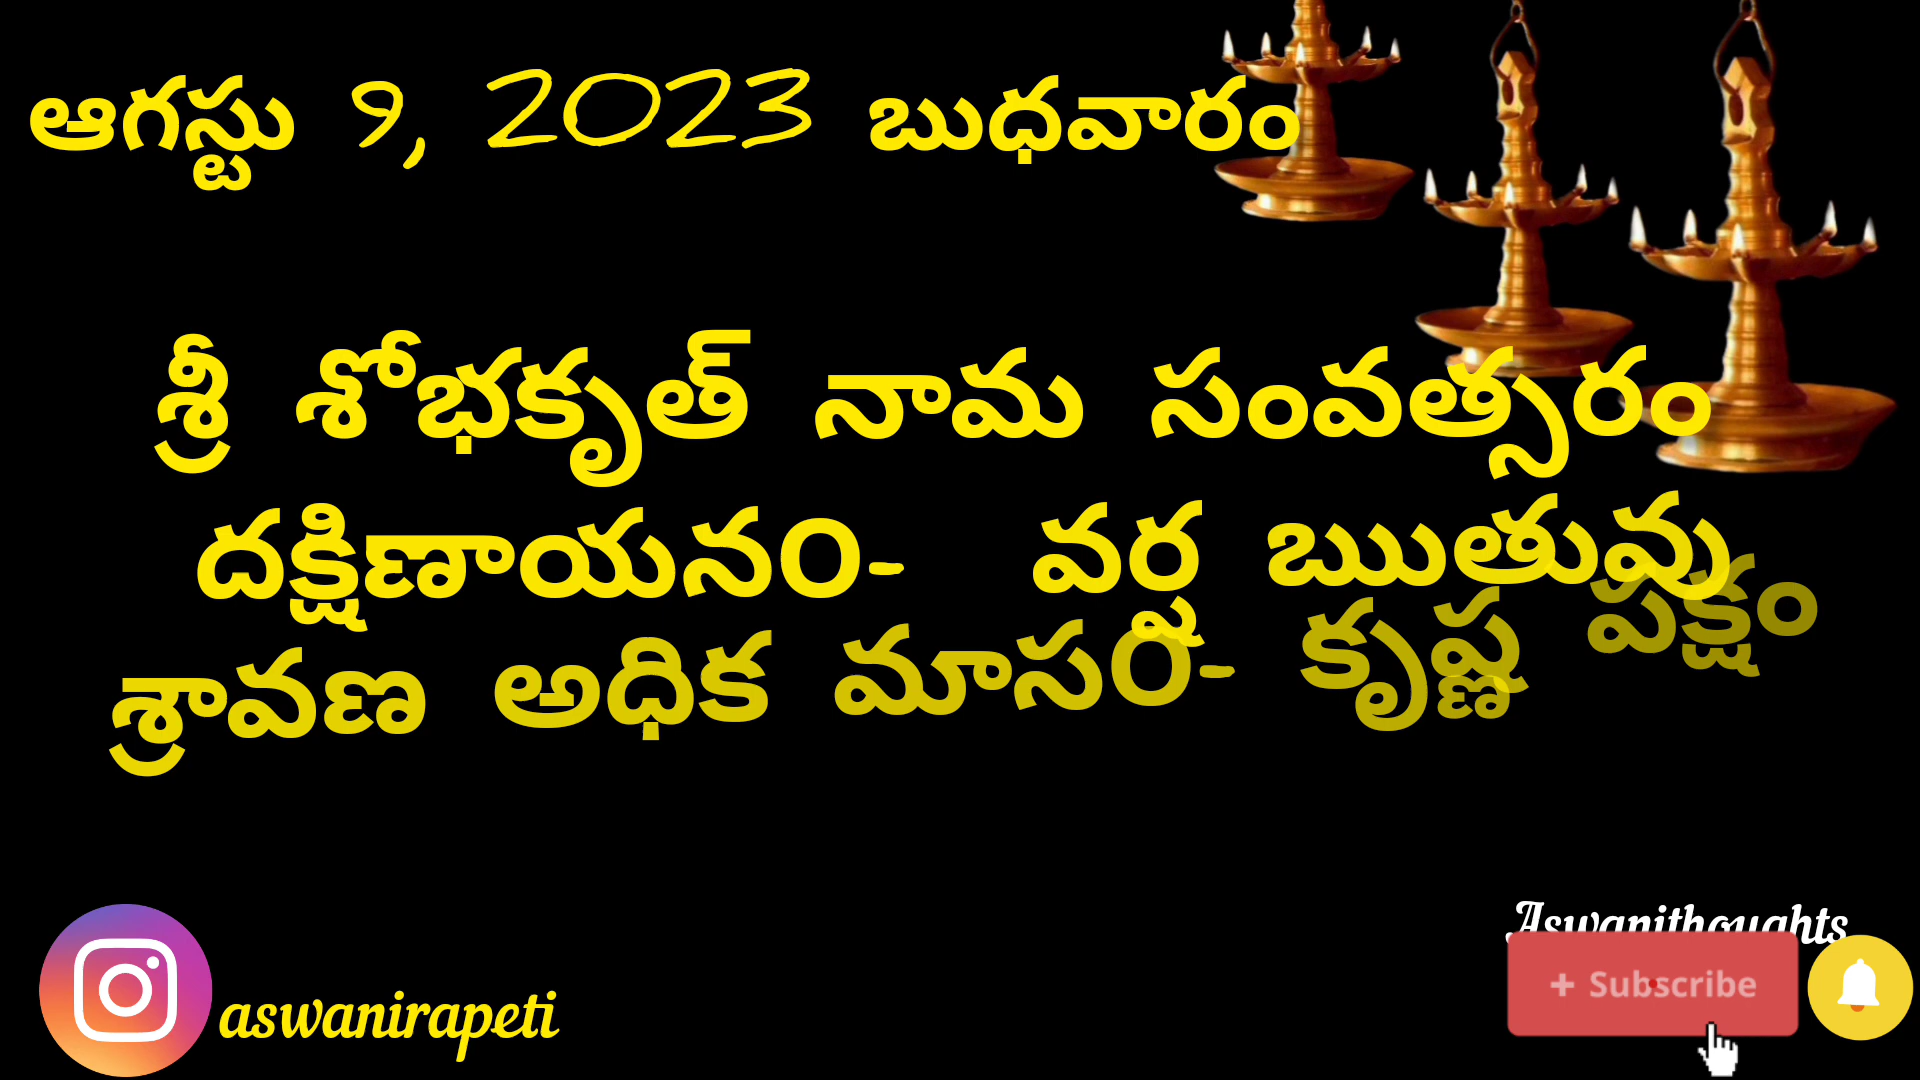 ఆగస్టు 9, 2023 బుధవారం
శ్రీ శోభకృత్ నామ సంవత్సరం
దక్షిణాయనం- వర్ష ఋతువు
శ్రావణ అధిక మాసం- కృష్ణ పక్షం
Aswanithoughts
+ Subscribe
aswanirapeti